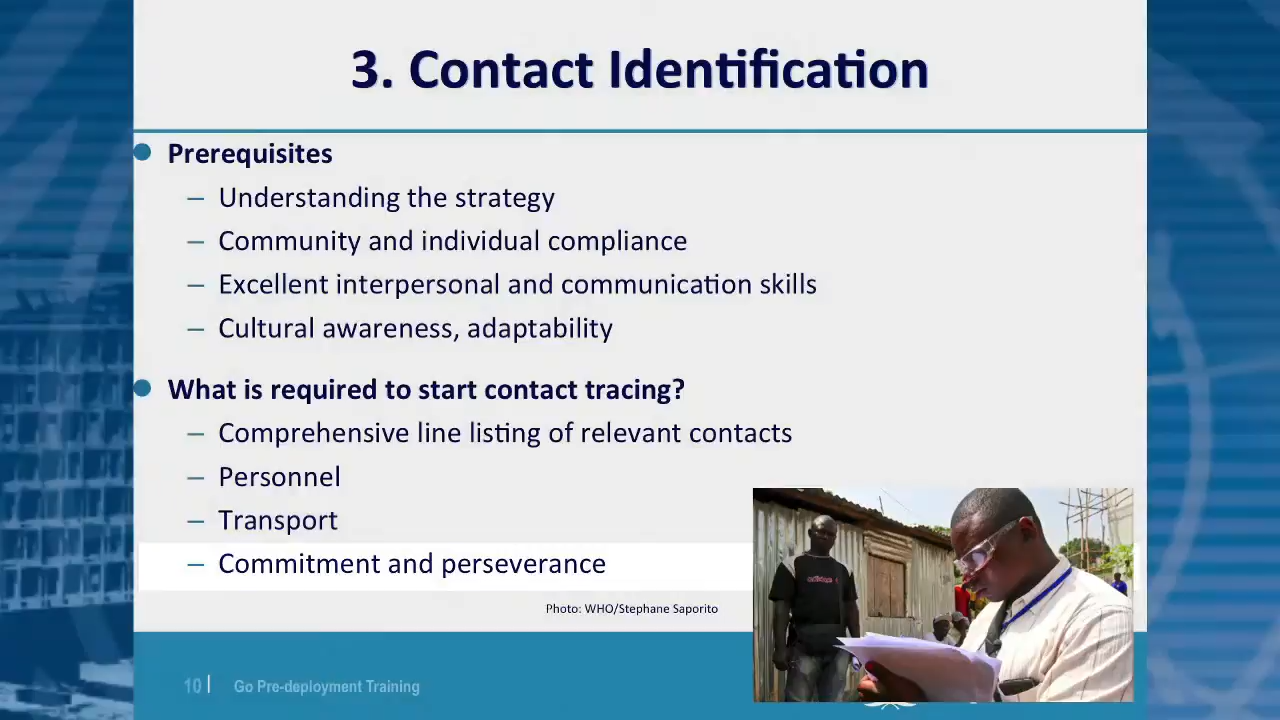 3. Contact Identification
Prerequisites
– Understanding the strategy
– Community and individual compliance
– Excellent interpersonal and communication skills
– Cultural awareness, adaptability
What is required to start contact tracing?
– Comprehensive line listing of relevant contacts
– Personnel
– Transport
– Commitment and perseverance
Photo: WHO/Stephane Saporito
10 | Go Pre-deployment Training